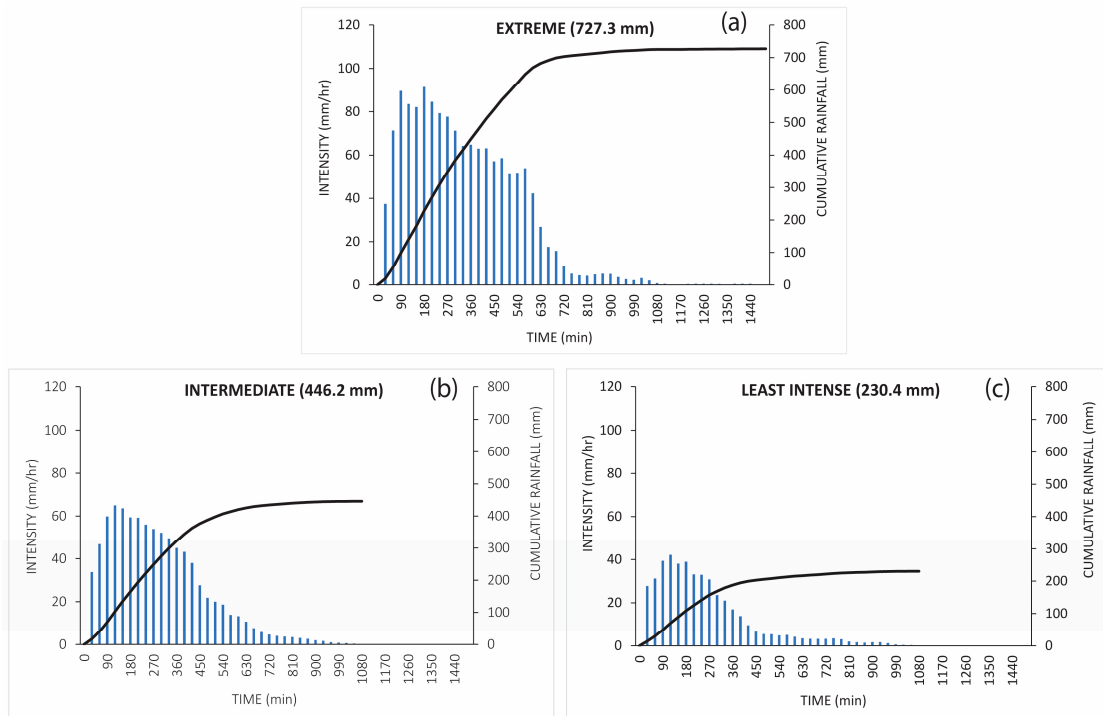 EXTREME (727.3 mm)
(a)
INTENSITY (mm/hr)
120
100
80
60
40
20
0
CUMULATIVE RAINFALL (mm)
800
700
600
500
400
300
200
100
0
0 90 180 270 360 450 540 630 720 810 900 990 1080 1170 1260 1350 1440
TIME (min)
INTERMEDIATE (446.2 mm)
(b)
INTENSITY (mm/hr)
120
100
80
60
40
20
0
CUMULATIVE RAINFALL (mm)
800
700
600
500
400
300
200
100
0
0 90 180 270 360 450 540 630 720 810 900 990 1080 1170 1260 1350 1440
TIME (min)
LEAST INTENSE (230.4 mm)
(c)
INTENSITY (mm/hr)
120
100
80
60
40
20
0
CUMULATIVE RAINFALL (mm)
800
700
600
500
400
300
200
100
0
0 90 180 270 360 450 540 630 720 810 900 990 1080 1170 1260 1350 1440
TIME (min)